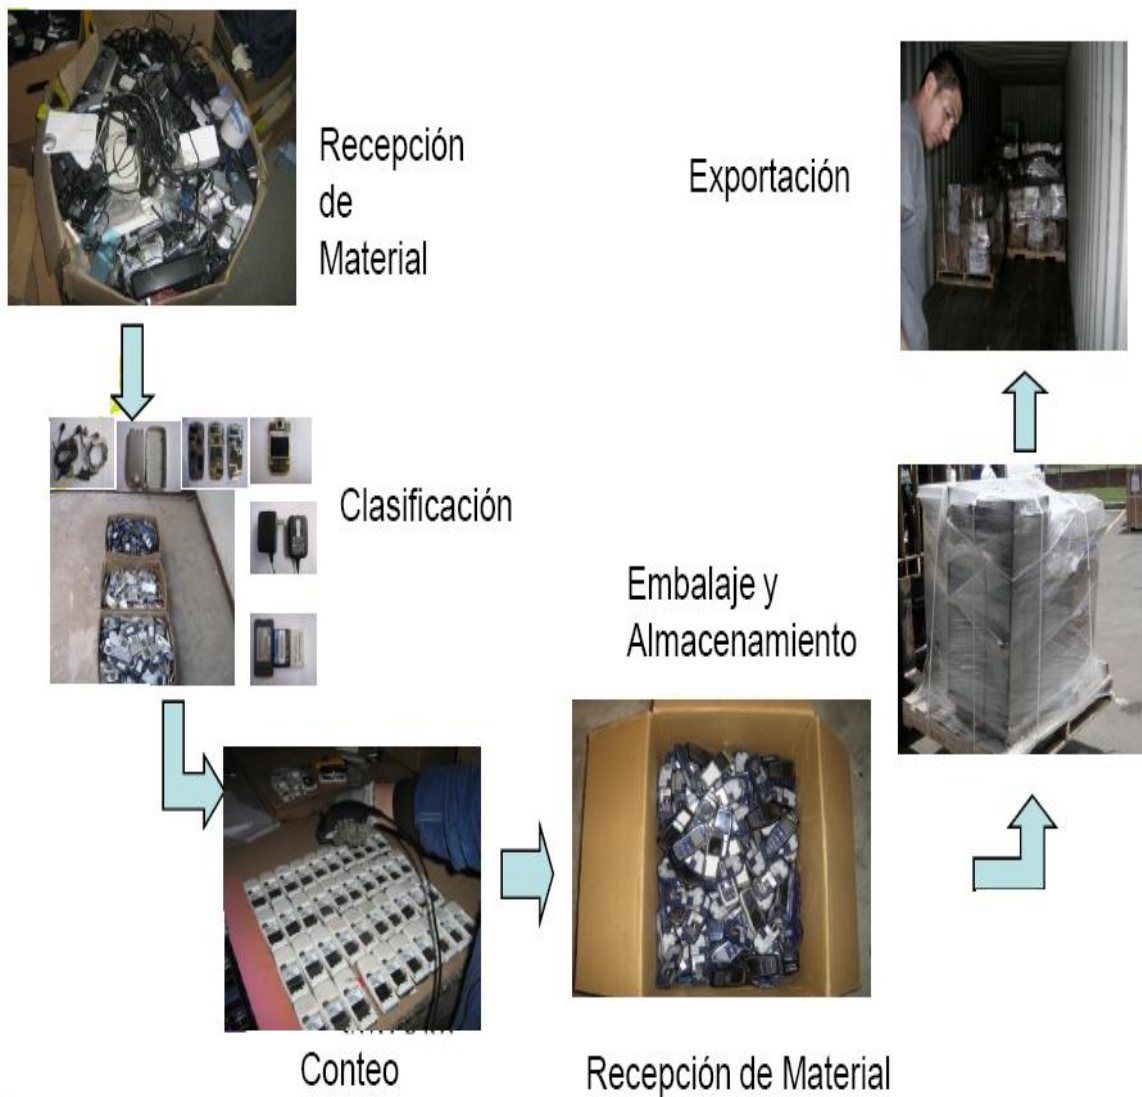 Recepción
de
Material
Exportación
Clasificación
Embalaje y
Almacenamiento
Conteo
Recepción de Material